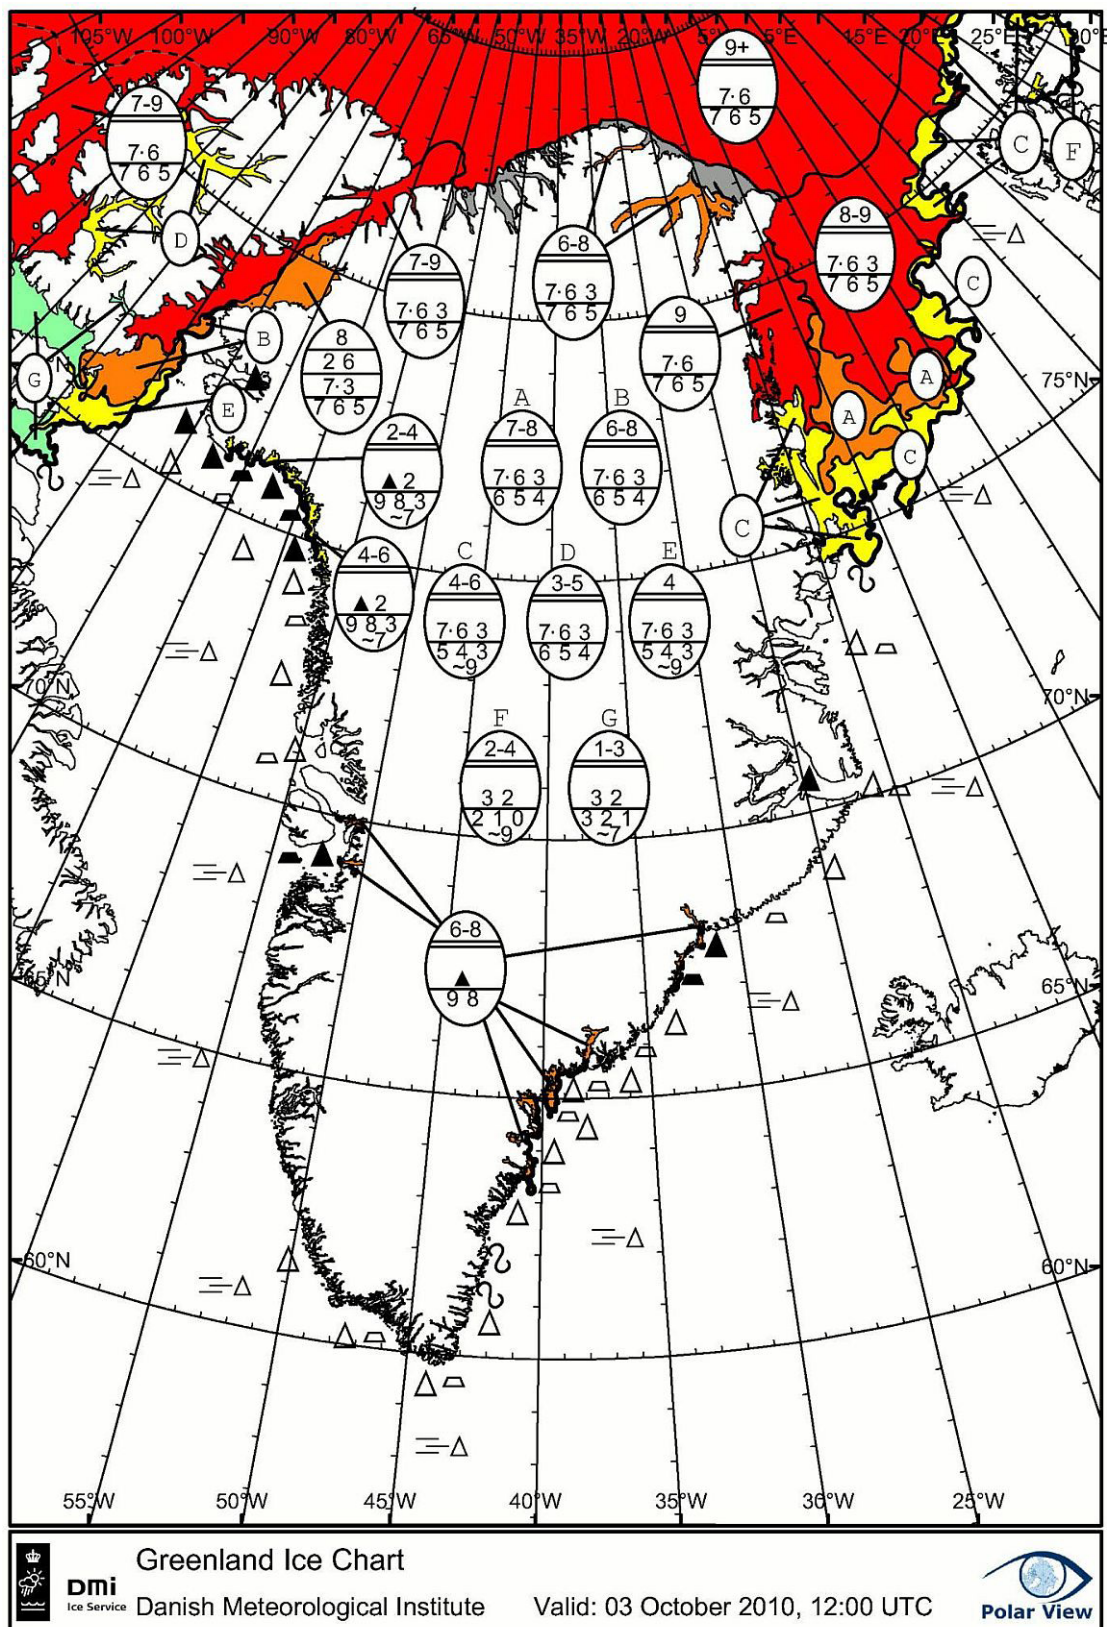 105°W 100°W 90°W 80°W 65°W 50°W 35°W 20°W 5°E 15°E 20°E 25°E
9+
7·6
7 6 5
7-9
7·6
7 6 5
C
F
D
8-9
7·6 3
7 6 5
6-8
7·6 3
7 6 5
7-9
7·6 3
7 6 5
C
9
7·6
7 6 5
B
8
2 6
7·3
7 6 5
G
A
75°N
E
A
A
7-8
7·6 3
6 5 4
B
6-8
7·6 3
6 5 4
A
C
2-4
▲ 2
9 8 3
~7
C
4-6
▲ 2
9 8 3
~7
C
4-6
7·6 3
5 4 3
~9
D
3-5
7·6 3
6 5 4
E
4
7·6 3
5 4 3
~9
70°N
70°N
F
2-4
3 2
2 1 0
~9
G
1-3
3 2
3 2 1
~7
6-8
▲
9 8
65°N
65°N
60°N
60°N
55°W 50°W 45°W 40°W 35°W 30°W 25°W
Greenland Ice Chart
DMi
Ice Service
Danish Meteorological Institute
Valid: 03 October 2010, 12:00 UTC
Polar View